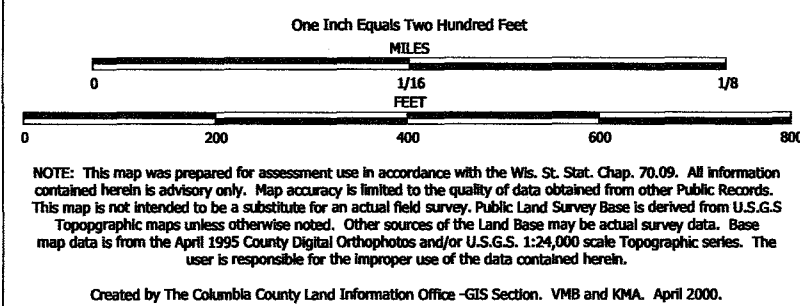 One Inch Equals Two Hundred Feet
MILES
0 1/16 1/8
FEET
0 200 400 600 800
NOTE: This map was prepared for assessment use in accordance with the Wis. St. Stat. Chap. 70.09. All information
contained herein is advisory only. Map accuracy is limited to the quality of data obtained from other Public Records.
This map is not intended to be a substitute for an actual field survey. Public Land Survey Base is derived from U.S.G.S
Topopgraphic maps unless otherwise noted. Other sources of the Land Base may be actual survey data. Base
map data is from the April 1995 County Digital Orthophotos and/or U.S.G.S. 1:24,000 scale Topographic series. The
user is responsible for the improper use of the data contained herein.
Created by The Columbia County Land Information Office -GIS Section. VMB and KMA. April 2000.